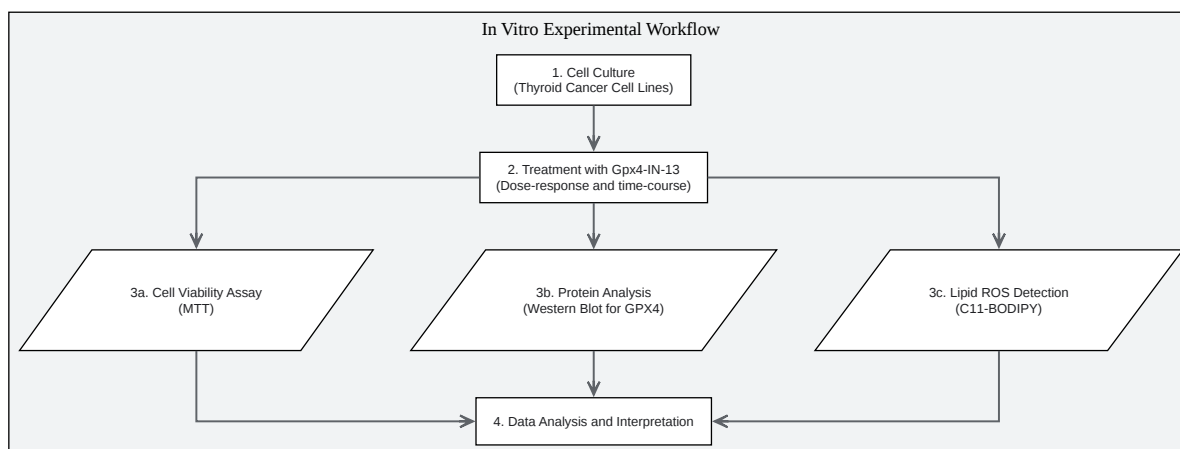 In Vitro Experimental Workflow
1. Cell Culture
(Thyroid Cancer Cell Lines)
2. Treatment with Gpx4-IN-13
(Dose-response and time-course)
3a. Cell Viability Assay
(MTT)
3b. Protein Analysis
(Western Blot for GPX4)
3c. Lipid ROS Detection
(C11-BODIPY)
4. Data Analysis and Interpretation